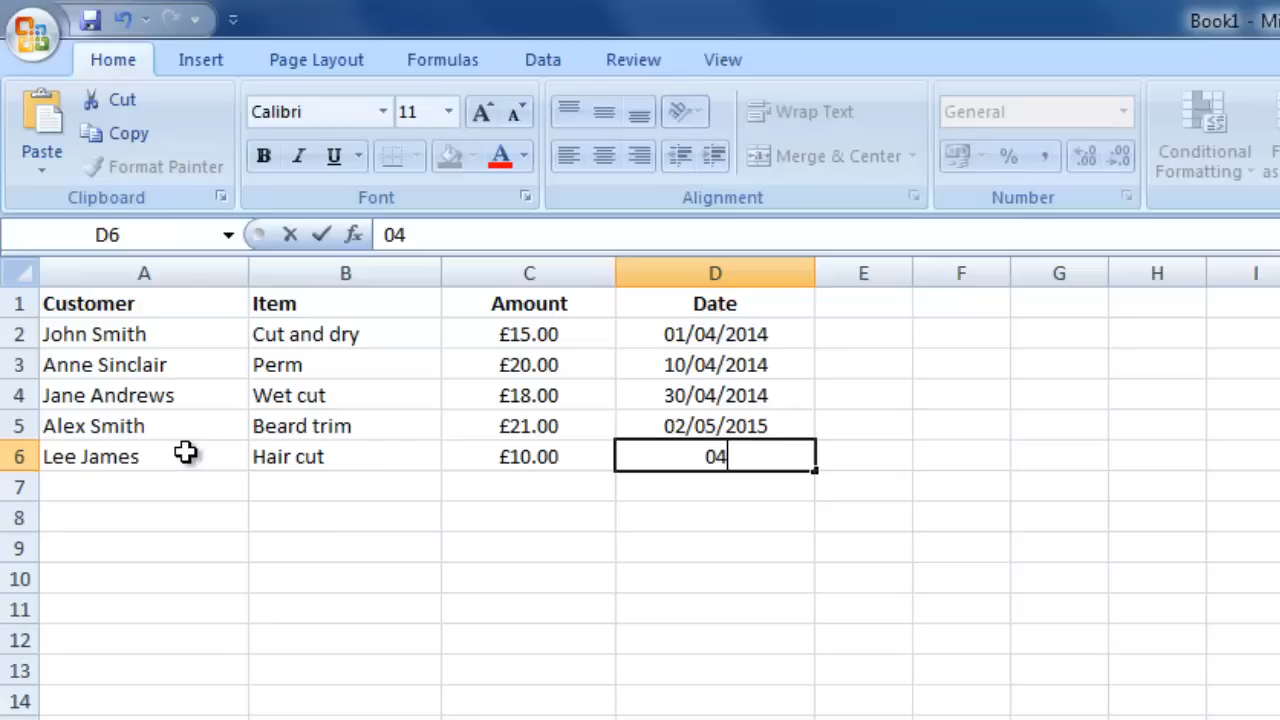 Book1 - Mi
Home Insert Page Layout Formulas Data Review View
Paste
Cut
Copy
Format Painter
Clipboard
Calibri 11
B I U
Font
Wrap Text
Merge & Center
Alignment
General
%
Number
Conditional
Formatting
as
D6 fx 04
A B C D E F G H I
1 Customer Item Amount Date
2 John Smith Cut and dry £15.00 01/04/2014
3 Anne Sinclair Perm £20.00 10/04/2014
4 Jane Andrews Wet cut £18.00 30/04/2014
5 Alex Smith Beard trim £21.00 02/05/2015
6 Lee James Hair cut £10.00 04
7
8
9
10
11
12
13
14